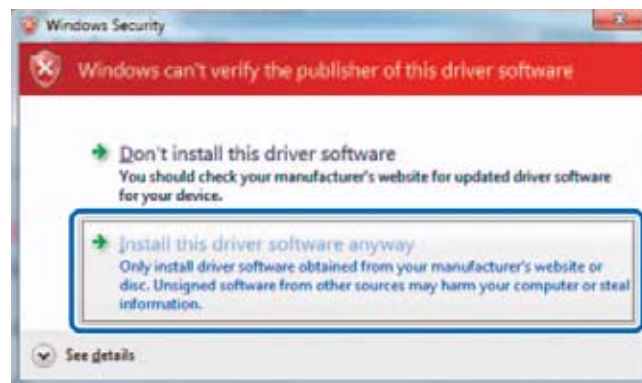 Windows Security
Windows can't verify the publisher of this driver software
Don't install this driver software
You should check your manufacturer's website for updated driver software
for your device.
Install this driver software anyway
Only install driver software obtained from your manufacturer's website or
disc. Unsigned software from other sources may harm your computer or steal
information.
See details